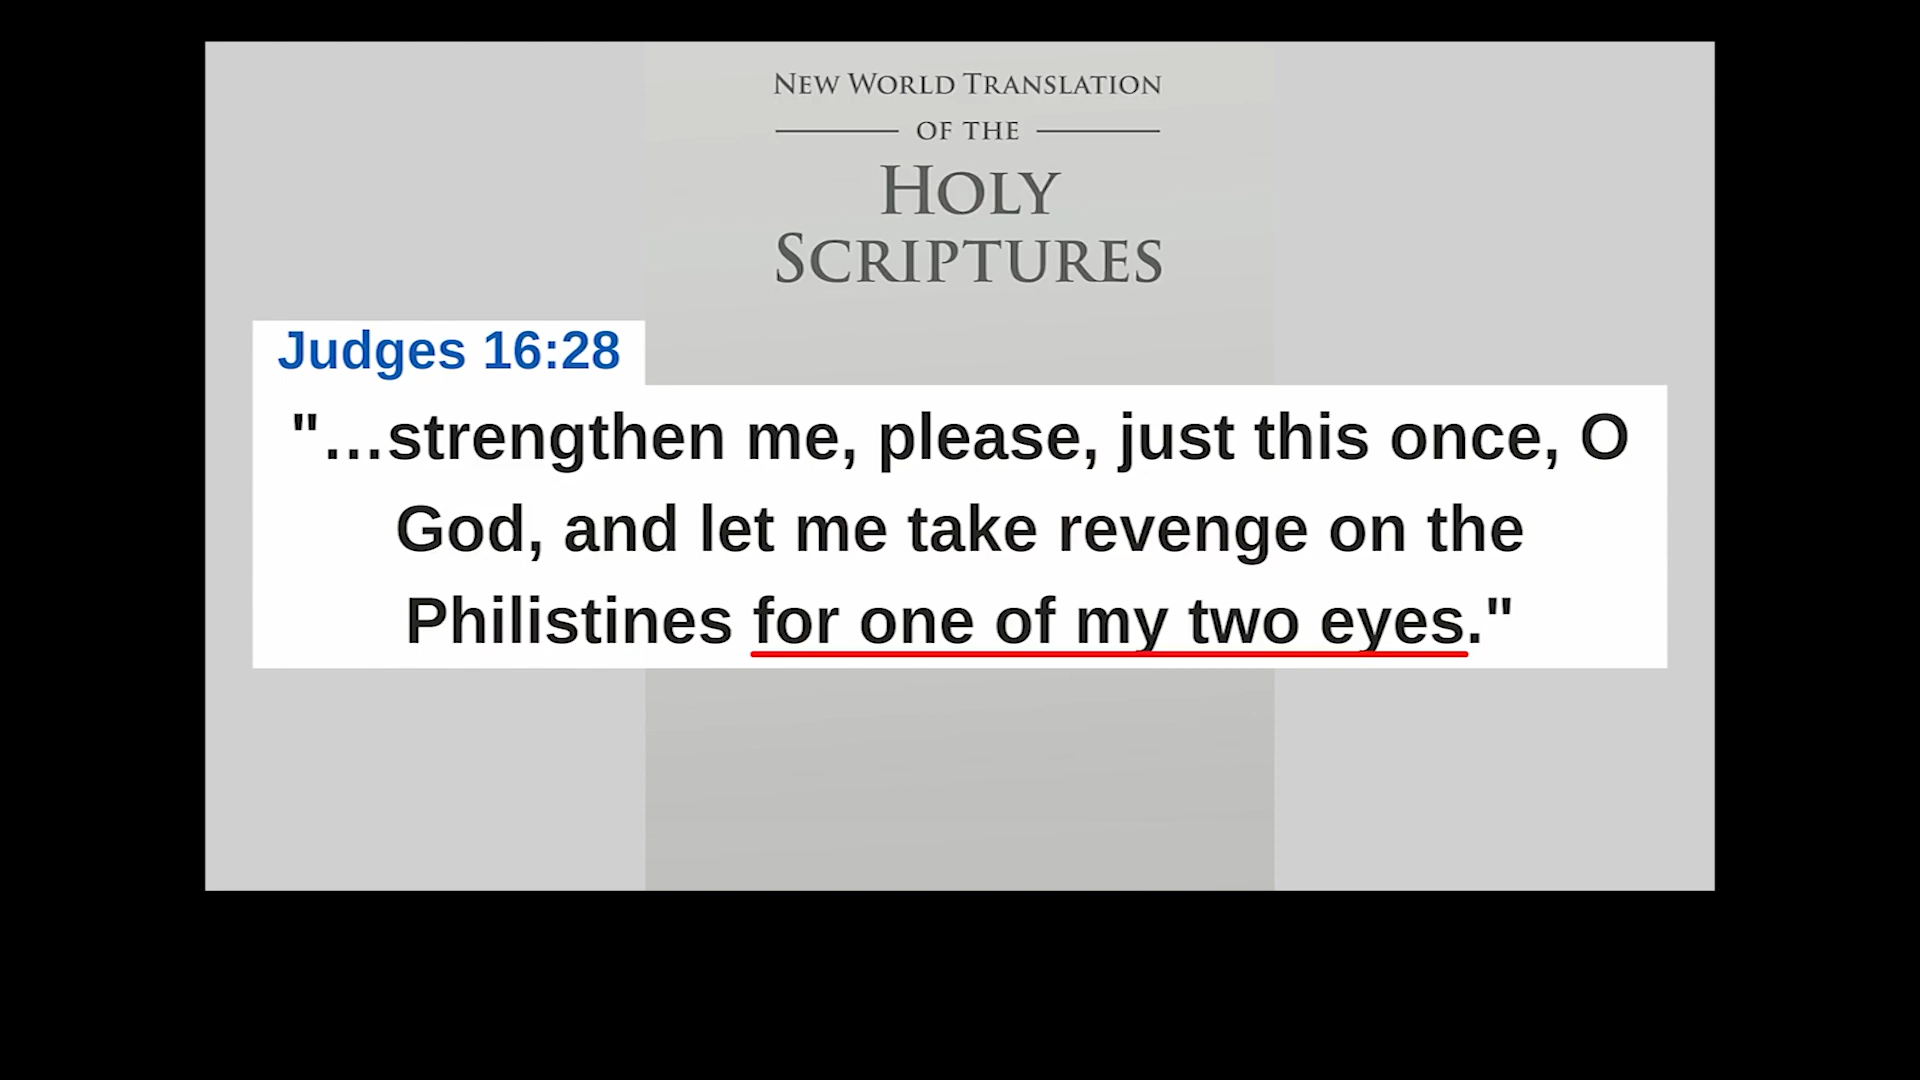 NEW WORLD TRANSLATION
OF THE
HOLY
SCRIPTURES
Judges 16:28
"...strengthen me, please, just this once, O
God, and let me take revenge on the
Philistines for one of my two eyes."